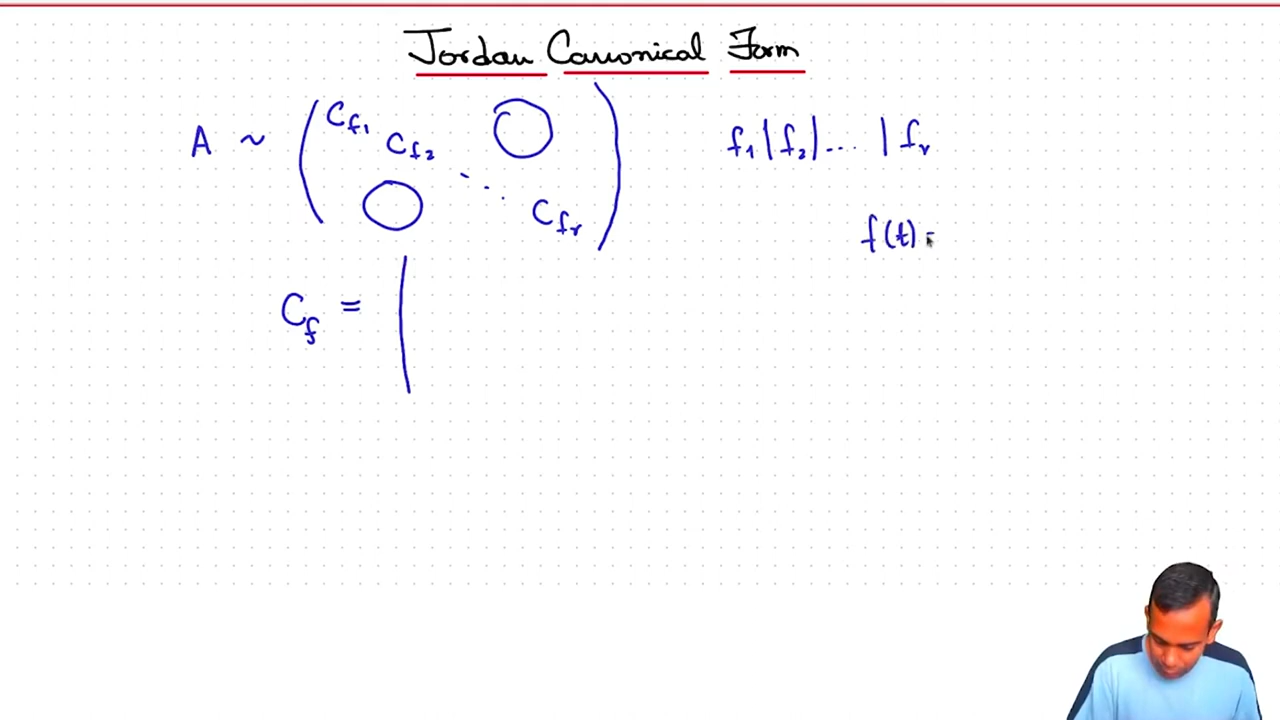 Jordan Canonical Form
A ~ ( C_{f_1} C_{f_2} ⋱ C_{f_r} ) f_1 | f_2 | ... | f_r
f(t) =
C_f =